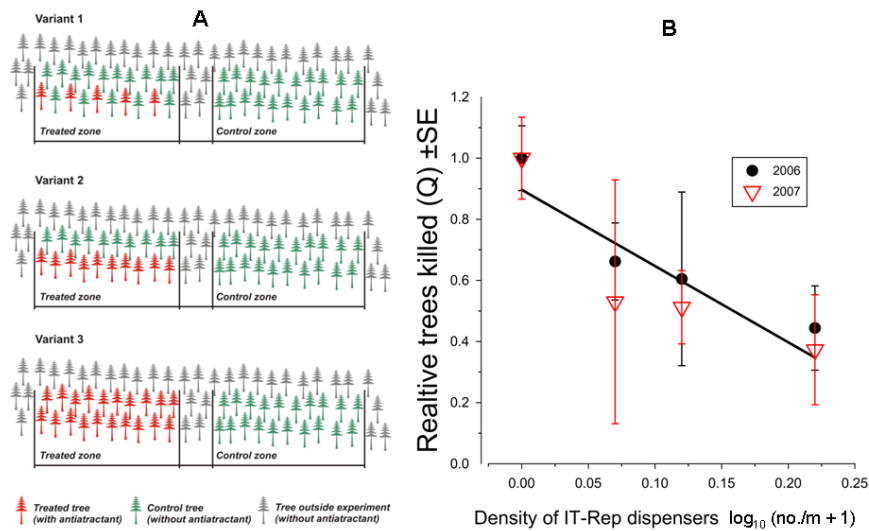 A
Variant 1
Treated zone
Control zone
Variant 2
Treated zone
Control zone
Variant 3
Treated zone
Control zone
Treated tree
(with antiatractant)
Control tree
(without antiatractant)
Tree outside experiment
(without antiatractant)
B
Realtive trees killed (Q) ±SE
1.2
1.0
0.8
0.6
0.4
0.2
0.0
2006
2007
0.00
0.05
0.10
0.15
0.20
0.25
Density of IT-Rep dispensers log₁₀ (no./m + 1)